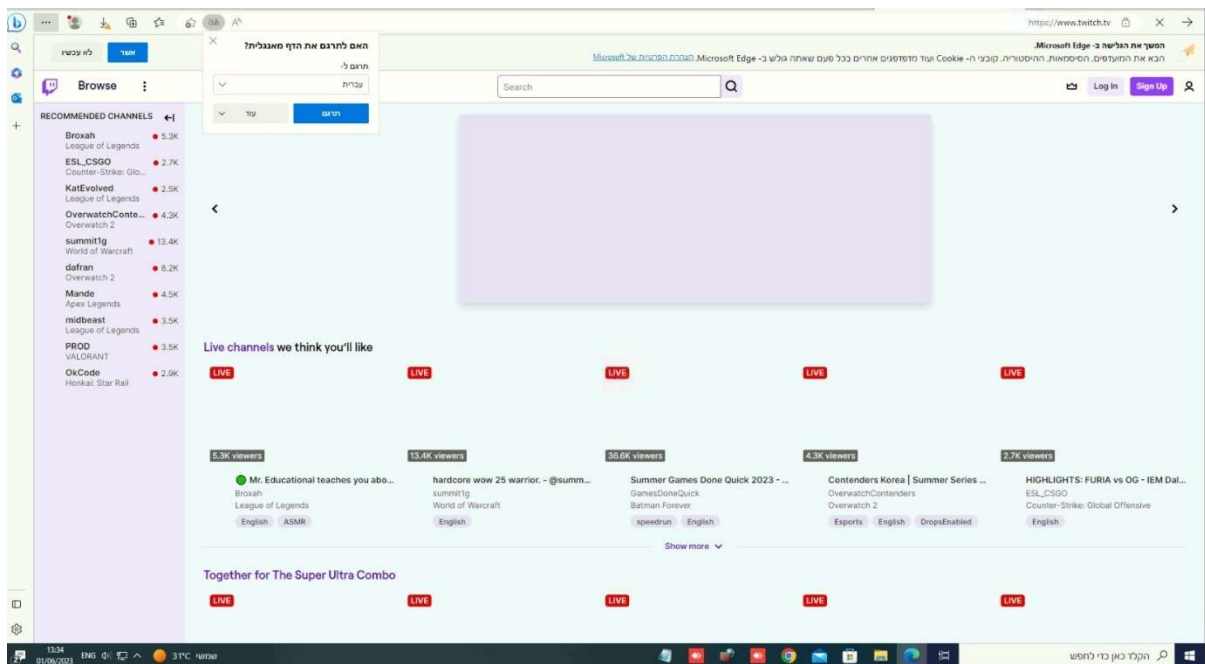 https://www.twitch.tv
המשך את הגלישה ב- Microsoft Edge.
הבא את המועדפים, הסיסמאות, ההיסטוריה, קובצי ה- Cookie ועוד מדפדפנים אחרים בכל פעם שאתה גולש ב- Microsoft Edge. הצהרת הפרטיות של Microsoft
אשר
לא עכשיו
האם לתרגם את הדף מאנגלית?
תרגם ל-
עברית
תרגם
עוד
Browse
Search
Log In
Sign Up
RECOMMENDED CHANNELS
Broxah 5.3K
League of Legends
ESL_CSGO 2.7K
Counter-Strike: Glo...
KatEvolved 2.5K
League of Legends
OverwatchConte... 4.3K
Overwatch 2
summit1g 13.4K
World of Warcraft
dafran 8.2K
Overwatch 2
Mande 4.5K
Apex Legends
midbeast 3.5K
League of Legends
PROD 3.5K
VALORANT
OkCode 2.9K
Honkai: Star Rail
Live channels we think you'll like
LIVE LIVE LIVE LIVE LIVE
5.3K viewers 13.4K viewers 36.6K viewers 4.3K viewers 2.7K viewers
Mr. Educational teaches you abo... hardcore wow 25 warrior. - @summ... Summer Games Done Quick 2023 - ... Contenders Korea | Summer Series ... HIGHLIGHTS: FURIA vs OG - IEM Dal...
Broxah summit1g GamesDoneQuick OverwatchContenders ESL_CSGO
League of Legends World of Warcraft Batman Forever Overwatch 2 Counter-Strike: Global Offensive
English ASMR English speedrun English Esports English DropsEnabled English
Show more
Together for The Super Ultra Combo
LIVE LIVE LIVE LIVE LIVE
הקלד כאן כדי לחפש
31°C שמשי
ENG
13:34
01/06/2023